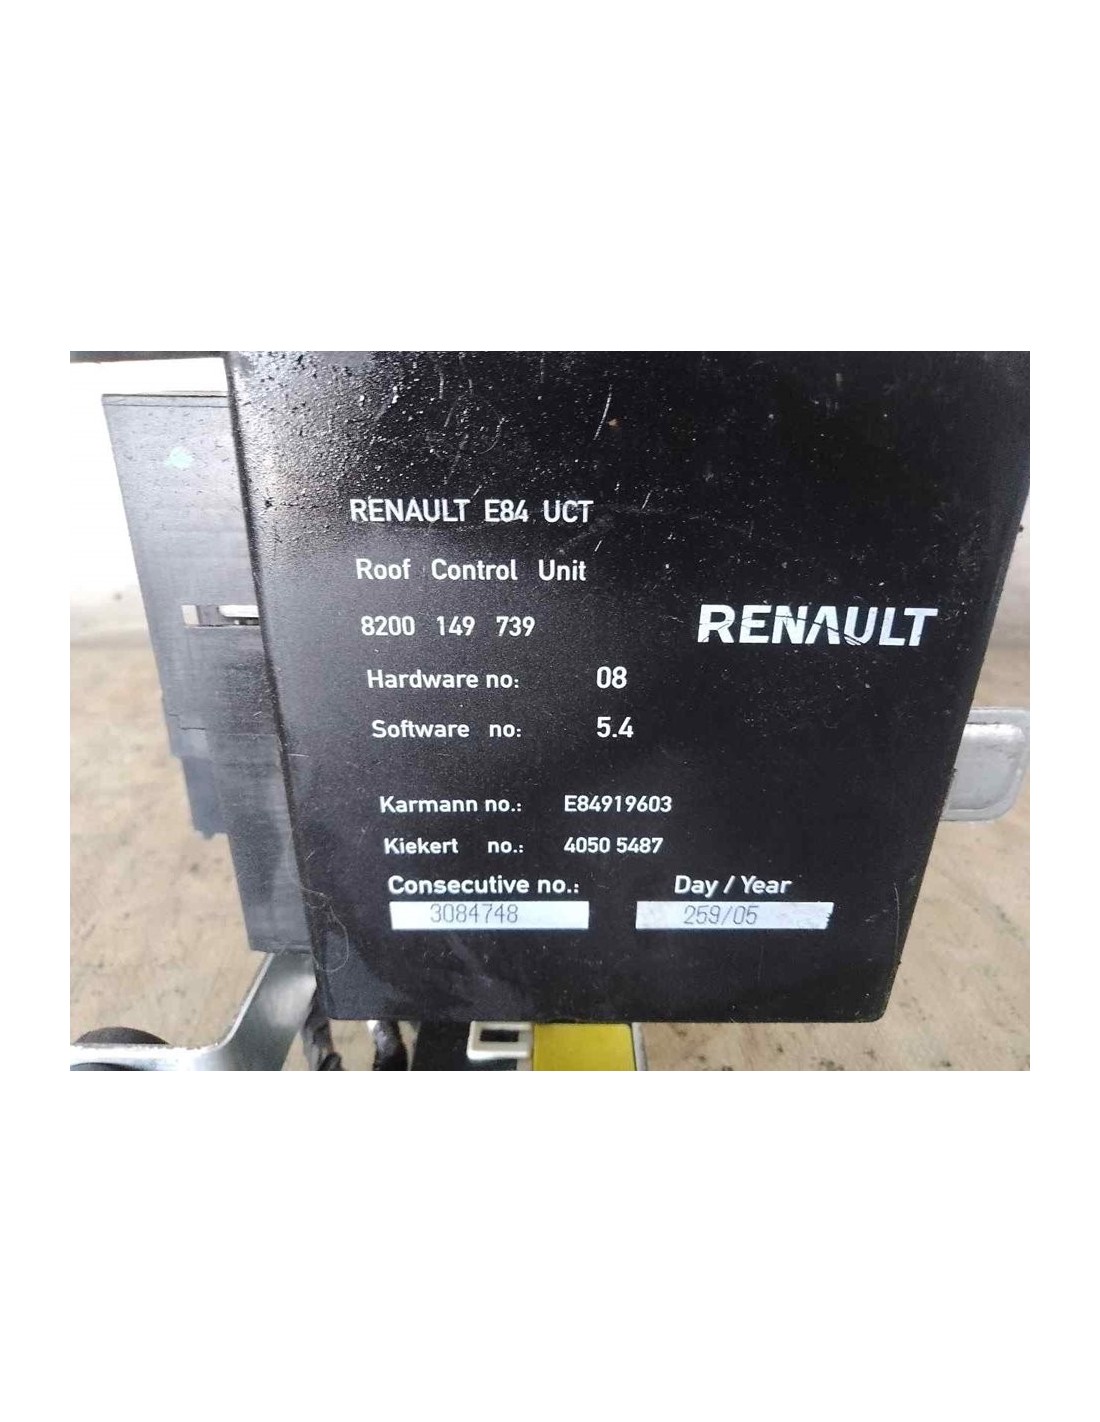 RENAULT E84 UCT
Roof Control Unit
8200 149 739
RENAULT
Hardware no: 08
Software no: 5.4
Karmann no.: E84919603
Kiekert no.: 4050 5487
Consecutive no.: Day / Year
3084748 259/05